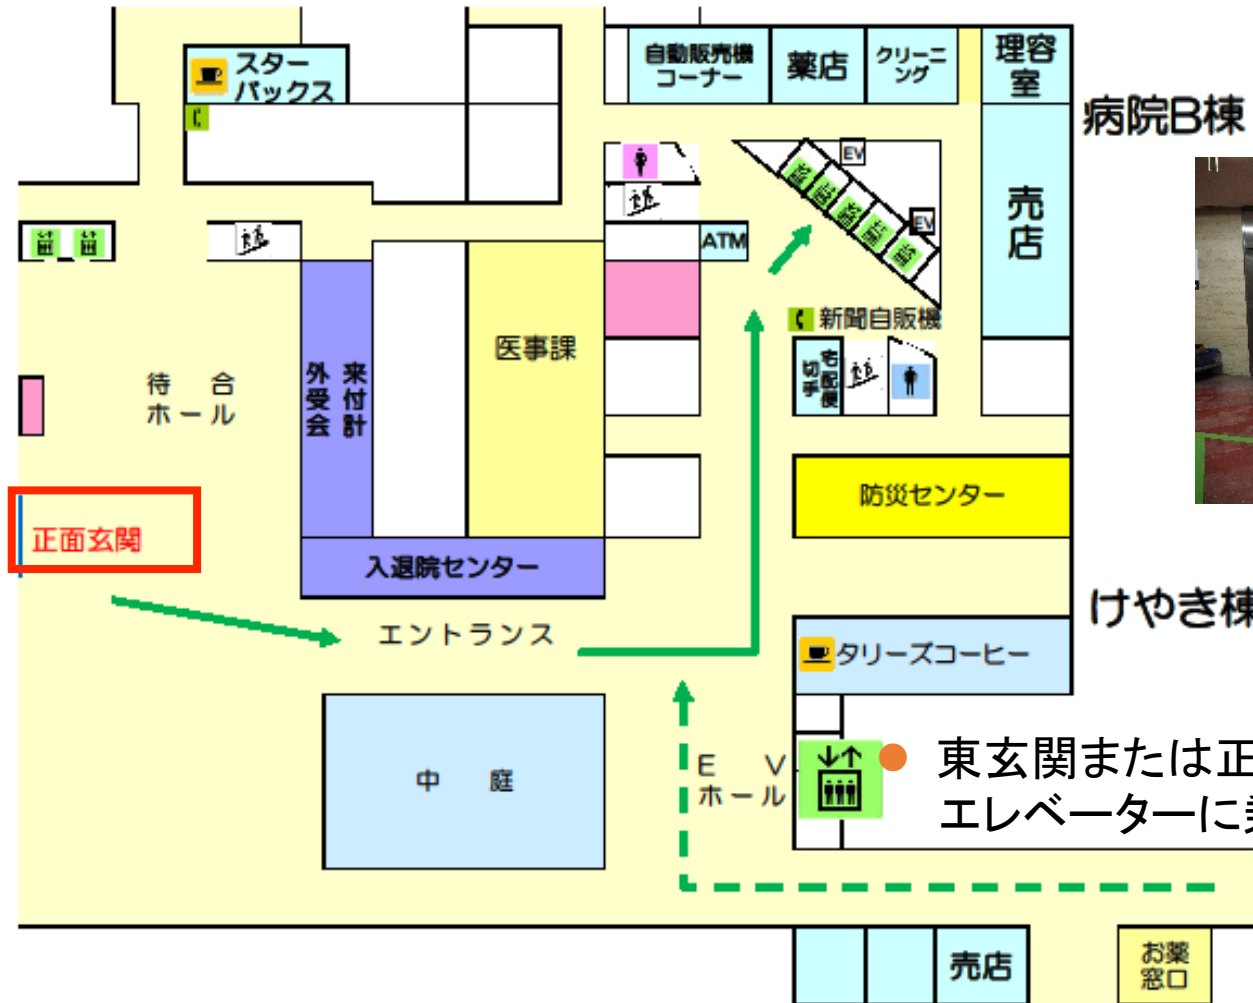 スター
バックス
自動販売機
コーナー
薬店
クリーニ
ング
理容
室
病院B棟
EV
EV
売
店
ATM
新聞自販機
医事課
外 来
受 付
会 計
待 合
ホール
宅配便
切手
防災センター
正面玄関
入退院センター
けやき棟
エントランス
タリーズコーヒー
中 庭
E V
ホール
東玄関または正
エレベーターに
売店
お薬
窓口